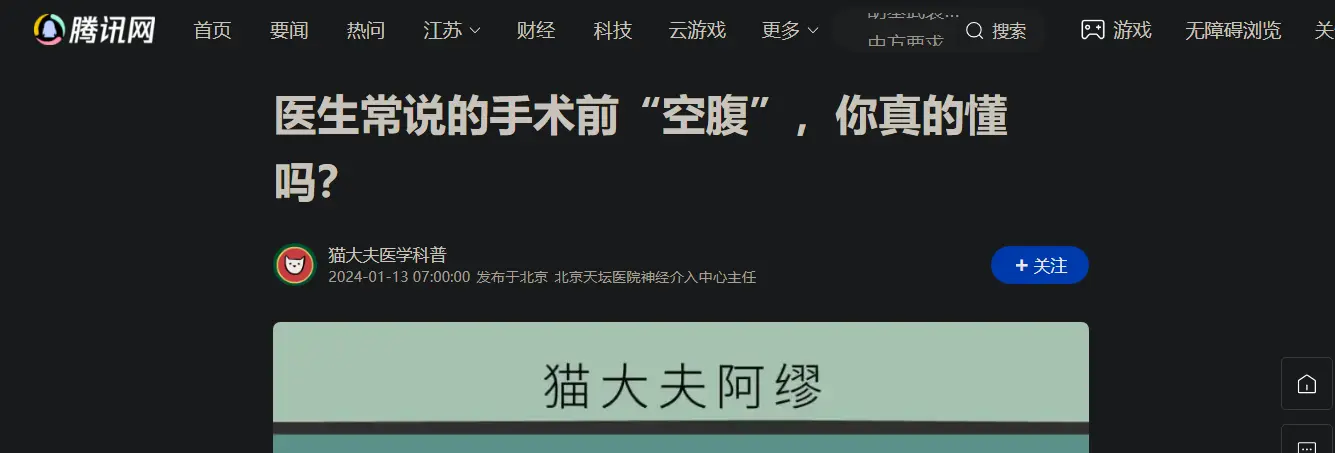 腾讯网 首页 要闻 热问 江苏 财经 科技 云游戏 更多 搜索 游戏 无障碍浏览 关
医生常说的手术前“空腹”，你真的懂
吗？
猫大夫医学科普
2024-01-13 07:00:00 发布于北京 北京天坛医院神经介入中心主任
+ 关注
猫大夫阿缪